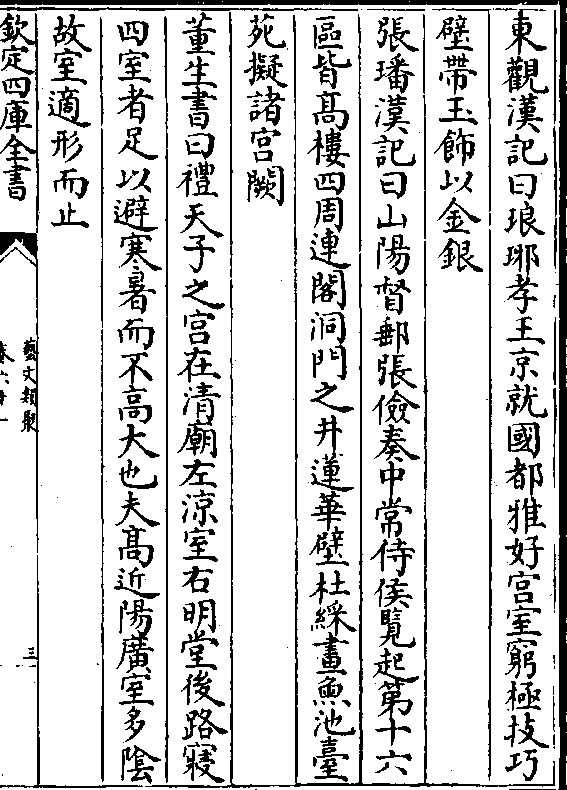 東觀漢記曰琅琊孝王京就國都雅好宫室窮極技巧
壁帶玉飾以金銀
張璠漢記曰山陽督郵張儉奏中常侍侯覽起第十六
區皆髙樓四周連閣洞門之井蓮華壁柱綵畫魚池臺
苑擬諸宫闕
董生書曰禮天子之宫在清廟左涼室右明堂後路寢
四室者足以避寒暑而不高大也夫髙近陽廣室多陰
故室適形而止
欽定四庫全書
藝文類聚
卷六十一
三